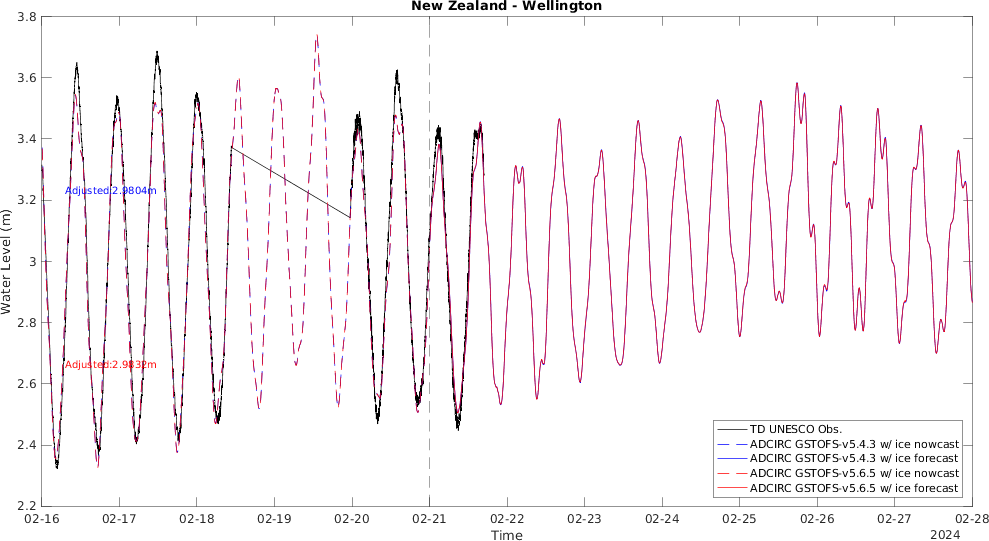 New Zealand - Wellington
3.8
3.6
3.4
3.2
3
2.8
2.6
2.4
2.2
Water Level (m)
Adjusted:2.9804m
Adjusted:2.9832m
TD UNESCO Obs.
ADCIRC GSTOFS-v5.4.3 w/ ice nowcast
ADCIRC GSTOFS-v5.4.3 w/ ice forecast
ADCIRC GSTOFS-v5.6.5 w/ ice nowcast
ADCIRC GSTOFS-v5.6.5 w/ ice forecast
02-16 02-17 02-18 02-19 02-20 02-21 02-22 02-23 02-24 02-25 02-26 02-27 02-28
Time
2024